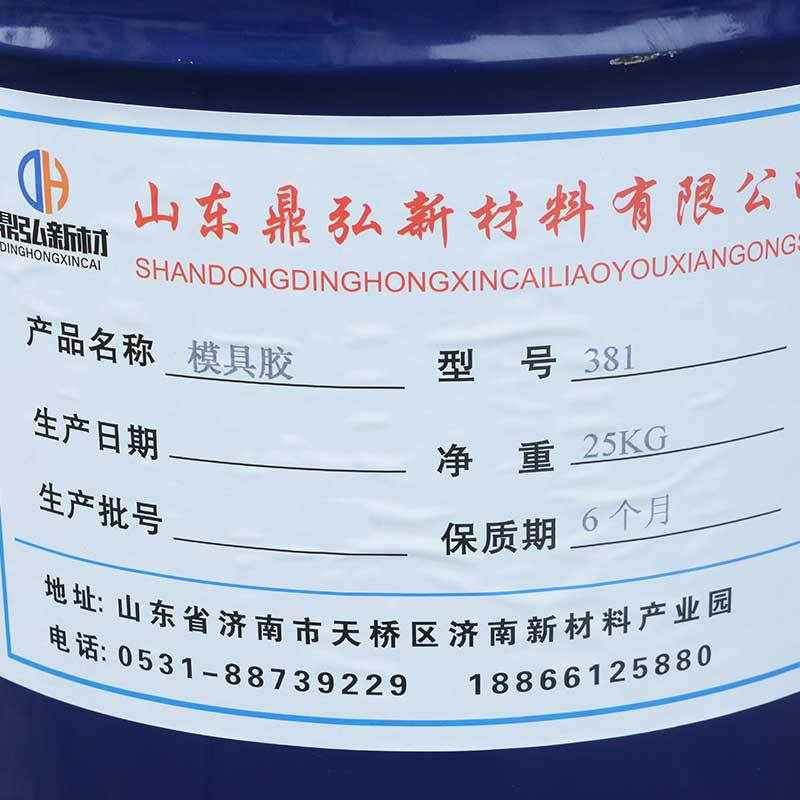 DH
鼎弘新材
DINGHONGXINCAI
山东鼎弘新材料有限公
SHANDONGDINGHONGXINCAILIAOYOUXIANGONGS
产品名称 模具胶 型号 381
生产日期 净重 25KG
生产批号 保质期 6个月
地址: 山东省济南市天桥区济南新材料产业园
电话: 0531-88739229 18866125880